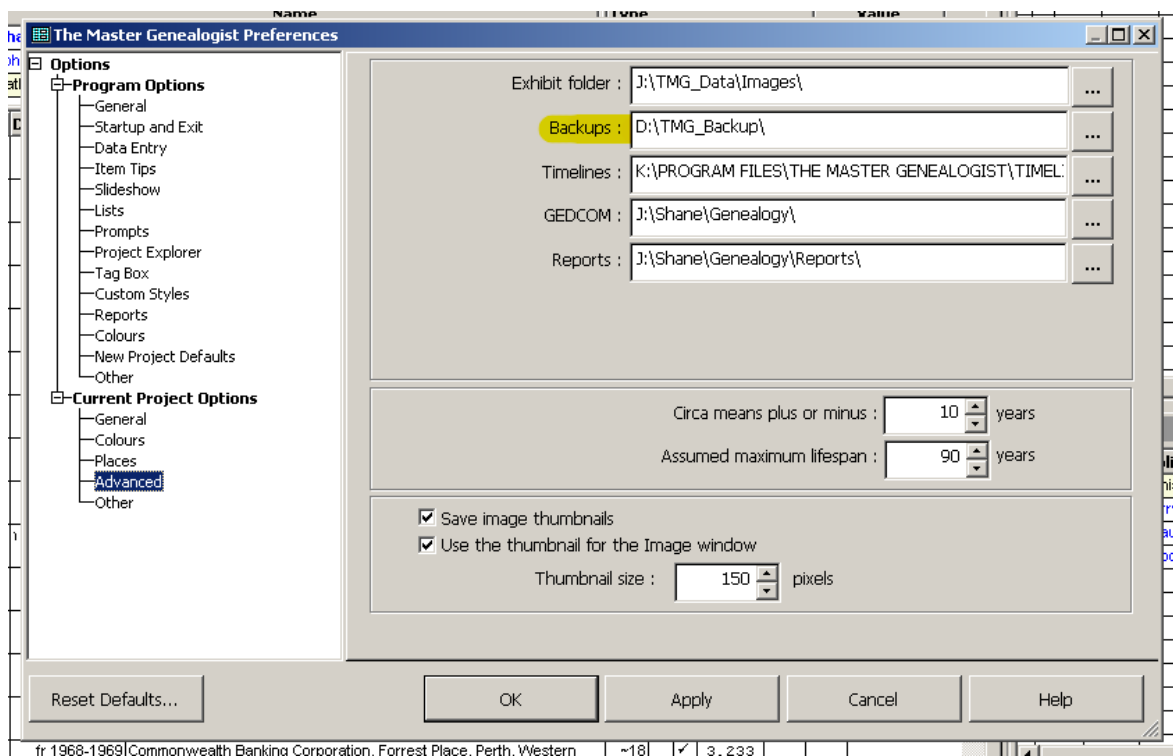 Name Type Value
The Master Genealogist Preferences
Options
Program Options
General
Startup and Exit
Data Entry
Item Tips
Slideshow
Lists
Prompts
Project Explorer
Tag Box
Custom Styles
Reports
Colours
New Project Defaults
Other
Current Project Options
General
Colours
Places
Advanced
Other
Exhibit folder : J:\TMG_Data\Images\ ...
Backups : D:\TMG_Backup\ ...
Timelines : K:\PROGRAM FILES\THE MASTER GENEALOGIST\TIMEL ...
GEDCOM : J:\Shane\Genealogy\ ...
Reports : J:\Shane\Genealogy\Reports\ ...
Circa means plus or minus : 10 years
Assumed maximum lifespan : 90 years
Save image thumbnails
Use the thumbnail for the Image window
Thumbnail size : 150 pixels
Reset Defaults... OK Apply Cancel Help
fr 1968-1969 Commonwealth Banking Corporation, Forrest Place, Perth, Western ~18 3,233